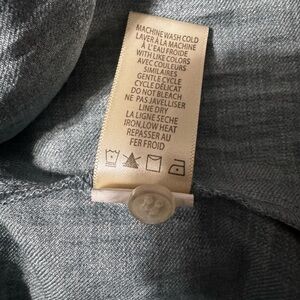 MACHINE WASH COLD
LAVER À LA MACHINE
À L'EAU FROIDE
WITH LIKE COLORS
AVEC COULEURS
SIMILAIRES
GENTLE CYCLE
CYCLE DÉLICAT
DO NOT BLEACH
NE PAS JAVELLISER
LINE DRY
LA LIGNE SECHE
IRON,LOW HEAT
REPASSER AU
FER FROID